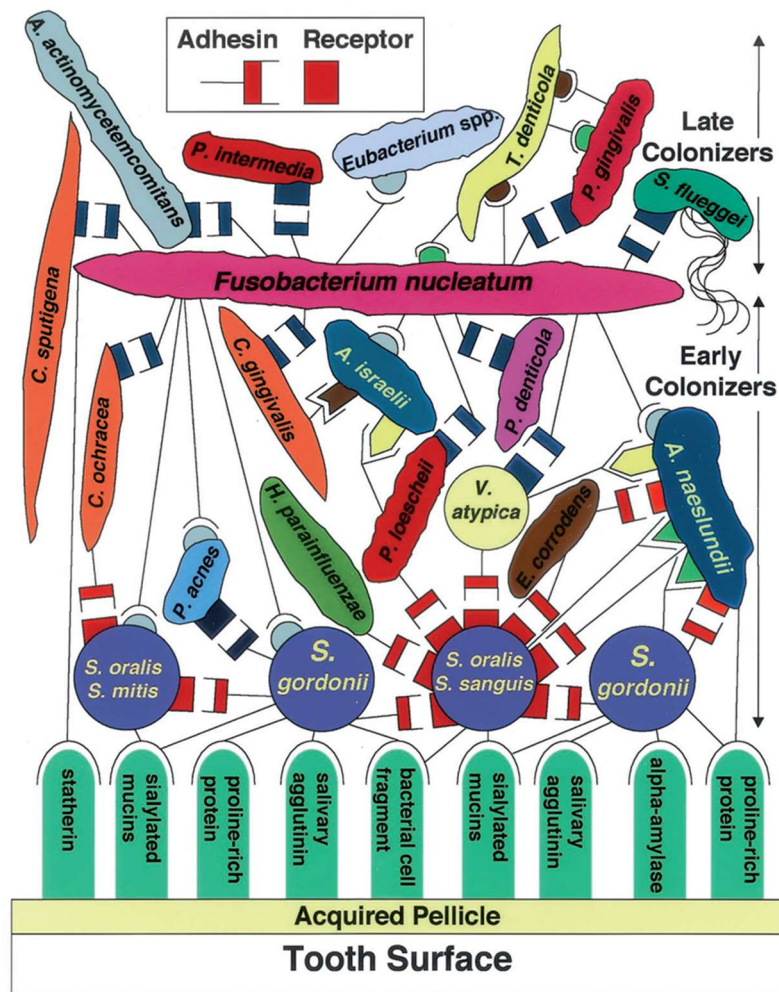 Adhesin
Receptor
A. actinomycetemcomitans
P. intermedia
Eubacterium spp.
T. denticola
P. gingivalis
Late
Colonizers
S. flueggei
C. sputigena
Fusobacterium nucleatum
Early
Colonizers
C. ochracea
C. gingivalis
A. israelii
P. denticola
P. loescheii
V.
atypica
A. naeslundii
E. corrodens
H. parainfluenzae
P. acnes
S. oralis
S. mitis
S.
gordonii
S. oralis
S. sanguis
S.
gordonii
statherin
sialylated
mucins
proline-rich
protein
salivary
agglutinin
bacterial cell
fragment
sialylated
mucins
salivary
agglutinin
alpha-amylase
proline-rich
protein
Acquired Pellicle
Tooth Surface